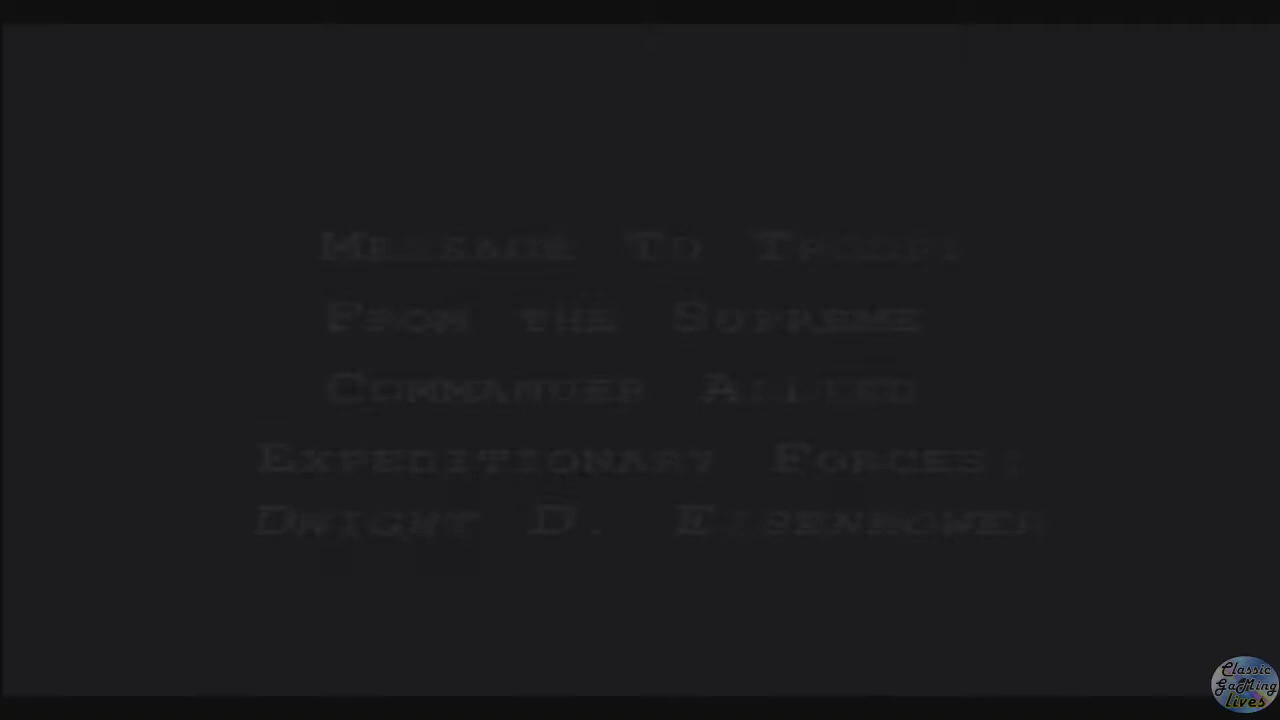 Message To Troops
From the Supreme
Commander Allied
Expeditionary Forces:
Dwight D. Eisenhower
Classic
GaMing
lives